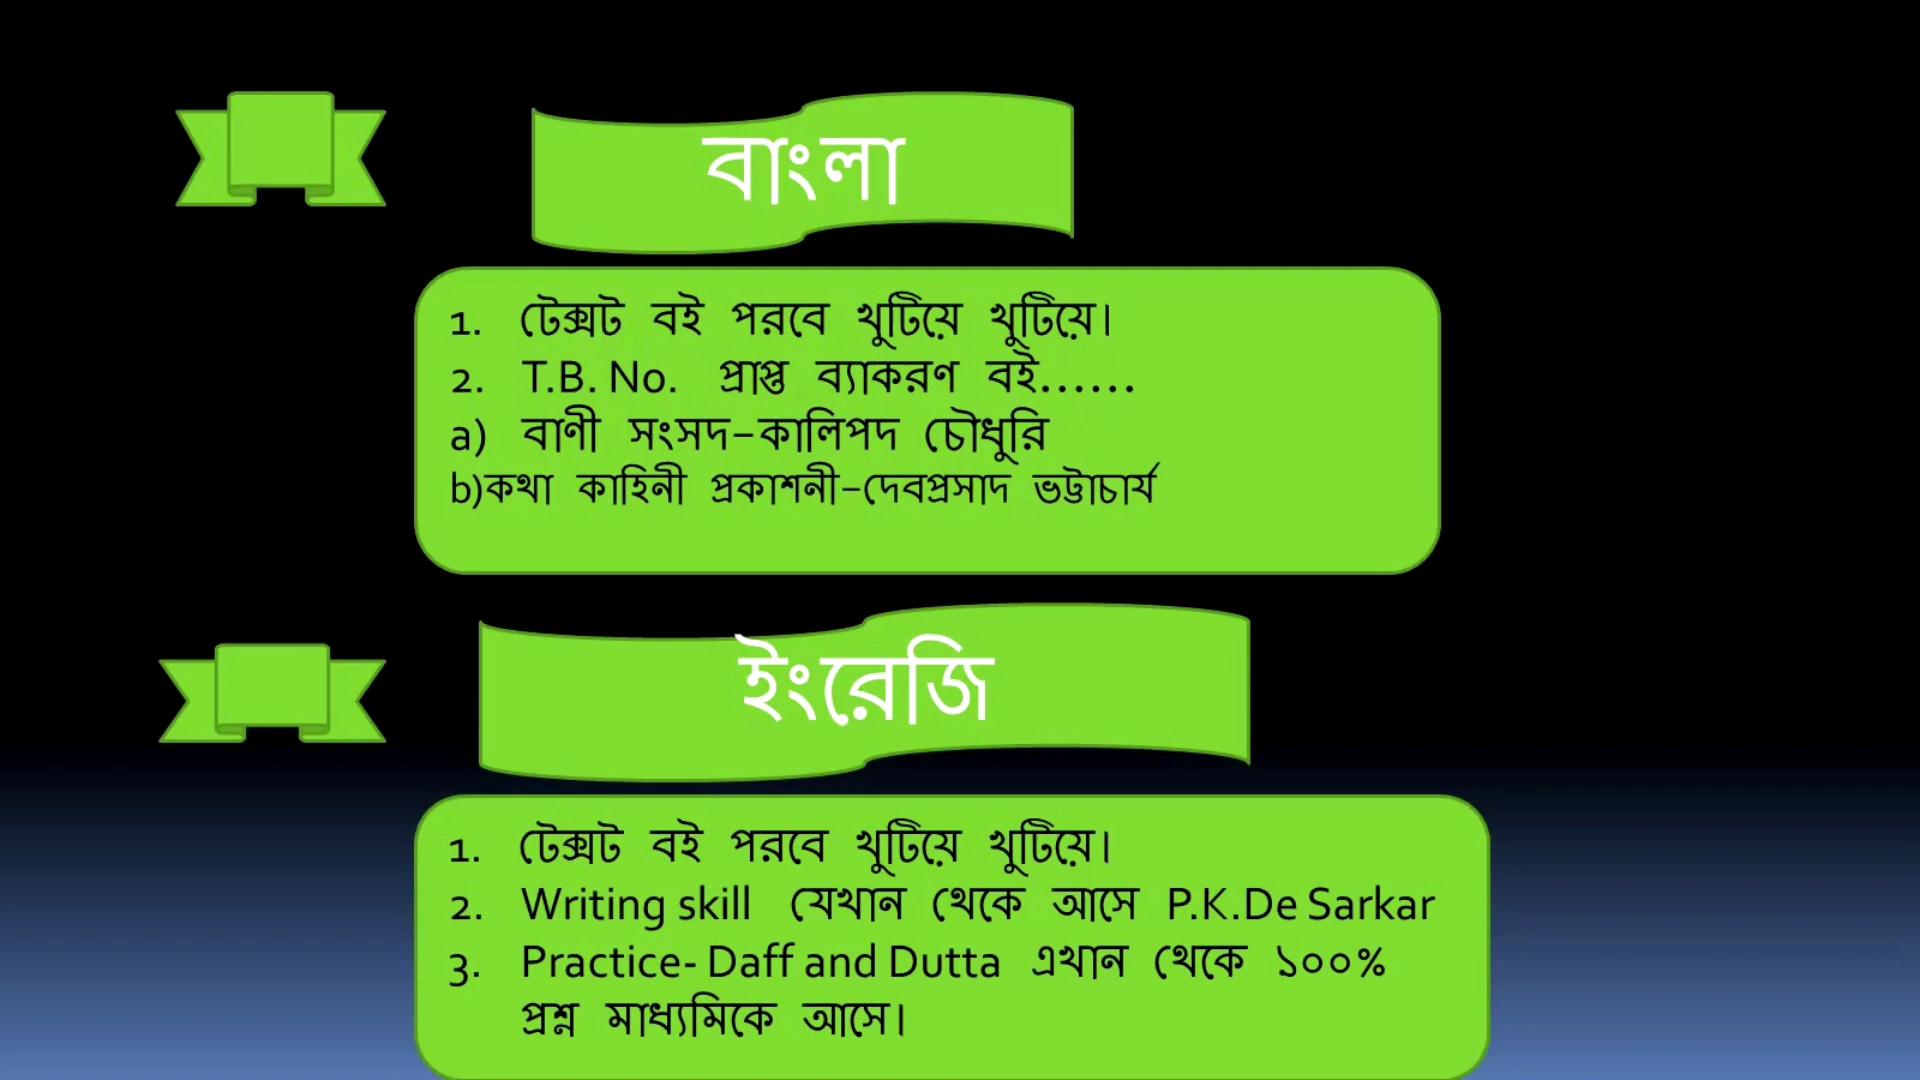 বাংলা
1. টেক্সট বই পরবে খুটিয়ে খুটিয়ে।
2. T.B. No. প্রাপ্ত ব্যাকরণ বই......
a) বাণী সংসদ-কালিপদ চৌধুরি
b)কথা কাহিনী প্রকাশনী-দেবপ্রসাদ ভট্টাচার্য
ইংরেজি
1. টেক্সট বই পরবে খুটিয়ে খুটিয়ে।
2. Writing skill যেখান থেকে আসে P.K.De Sarkar
3. Practice- Daff and Dutta এখান থেকে ১০০%
প্রশ্ন মাধ্যমিকে আসে।